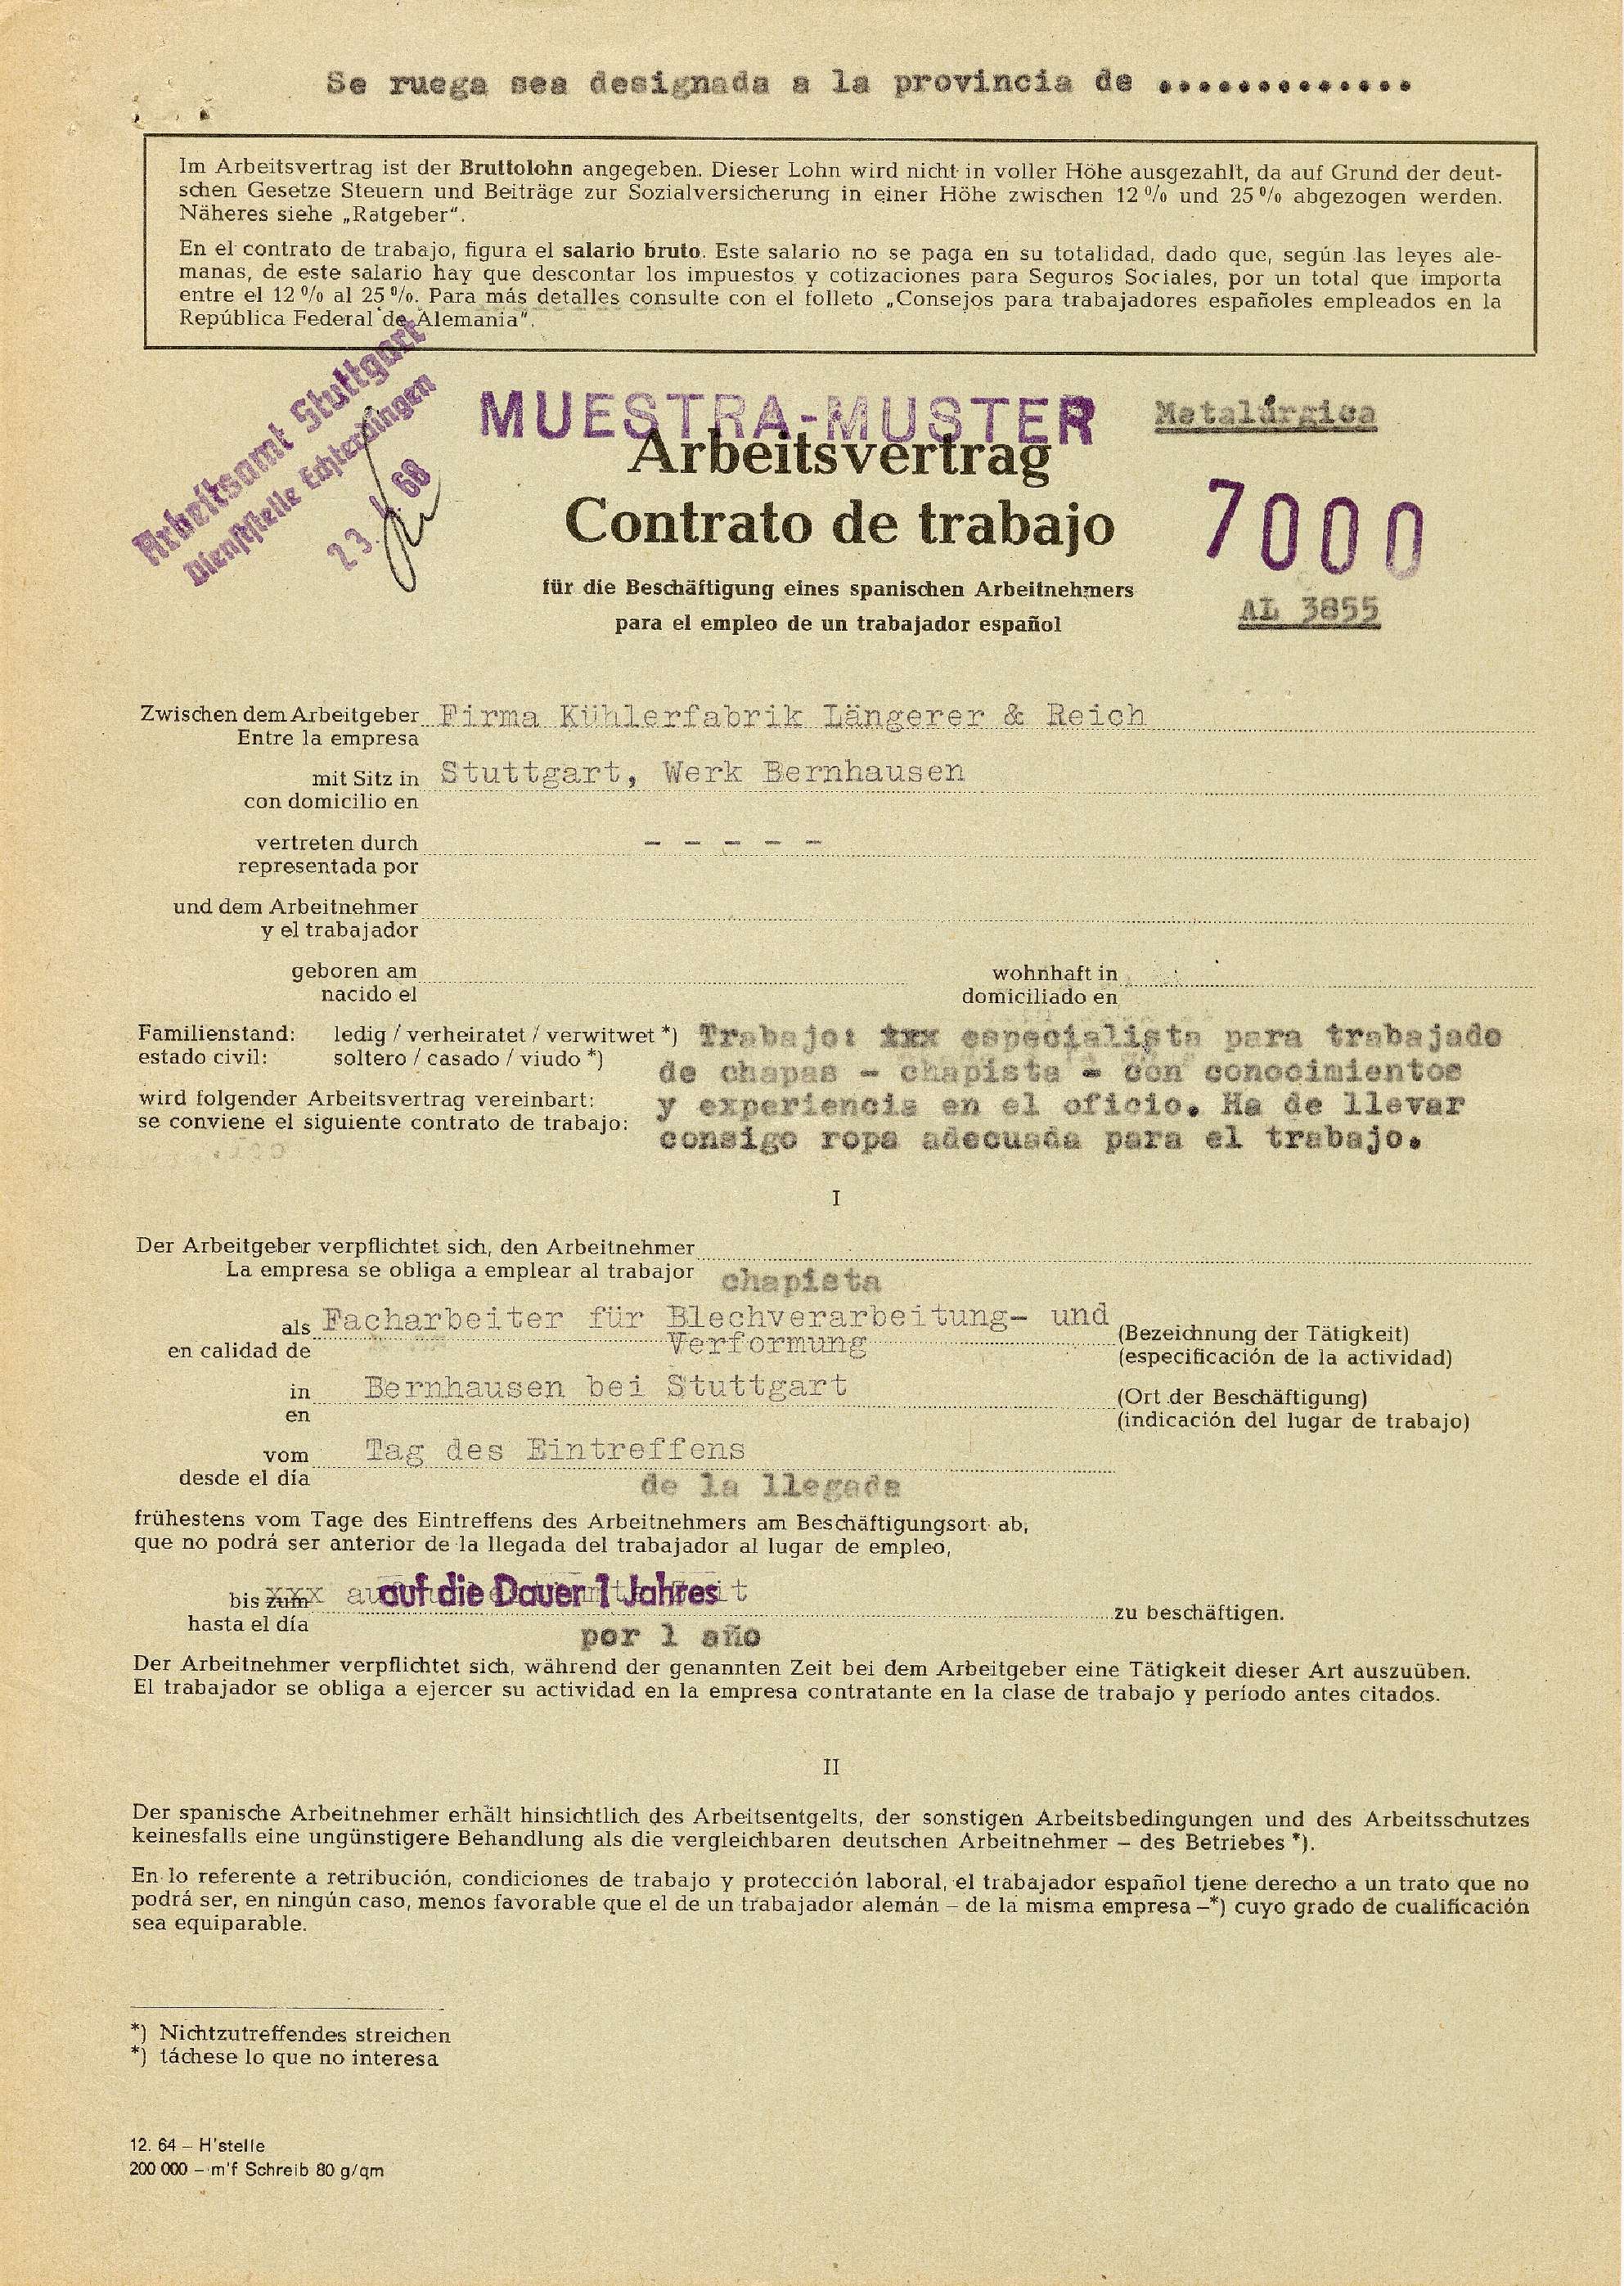 Se ruega sea designada a la provincia de .............
Im Arbeitsvertrag ist der Bruttolohn angegeben. Dieser Lohn wird nicht in voller Höhe ausgezahlt, da auf Grund der deut-
schen Gesetze Steuern und Beiträge zur Sozialversicherung in einer Höhe zwischen 12 % und 25 % abgezogen werden.
Näheres siehe „Ratgeber“.
En el contrato de trabajo, figura el salario bruto. Este salario no se paga en su totalidad, dado que, según las leyes ale-
manas, de este salario hay que descontar los impuestos y cotizaciones para Seguros Sociales, por un total que importa
entre el 12 % al 25 %. Para más detalles consulte con el folleto „Consejos para trabajadores españoles empleados en la
República Federal de Alemania“.
Arbeitsamt Stuttgart
Dienststelle Echterdingen
23. 68
MUESTRA-MUSTER
Metalúrgica
Arbeitsvertrag
Contrato de trabajo
7000
für die Beschäftigung eines spanischen Arbeitnehmers
para el empleo de un trabajador español
AL 3855
Zwischen dem Arbeitgeber Firma Kühlerfabrik Längerer & Reich
Entre la empresa
mit Sitz in Stuttgart, Werk Bernhausen
con domicilio en
vertreten durch - - - - -
representada por
und dem Arbeitnehmer
y el trabajador
geboren am wohnhaft in
nacido el domiciliado en
Familienstand: ledig / verheiratet / verwitwet *) Trabajo: xxx especialista para trabajado
estado civil: soltero / casado / viudo *) de chapas - chapista - con conocimientos
wird folgender Arbeitsvertrag vereinbart: y experiencia en el oficio. Ha de llevar
se conviene el siguiente contrato de trabajo: consigo ropa adecuada para el trabajo.
I
Der Arbeitgeber verpflichtet sich, den Arbeitnehmer
La empresa se obliga a emplear al trabajor chapista
als Facharbeiter für Blechverarbeitung- und
Verformung (Bezeichnung der Tätigkeit)
en calidad de (especificación de la actividad)
in Bernhausen bei Stuttgart (Ort der Beschäftigung)
en (indicación del lugar de trabajo)
vom Tag des Eintreffens
desde el día de la llegada
frühestens vom Tage des Eintreffens des Arbeitnehmers am Beschäftigungsort ab,
que no podrá ser anterior de la llegada del trabajador al lugar de empleo,
bis zum xxx auf die Dauer 1 Jahres zu beschäftigen.
hasta el día por 1 año
Der Arbeitnehmer verpflichtet sich, während der genannten Zeit bei dem Arbeitgeber eine Tätigkeit dieser Art auszuüben.
El trabajador se obliga a ejercer su actividad en la empresa contratante en la clase de trabajo y período antes citados.
II
Der spanische Arbeitnehmer erhält hinsichtlich des Arbeitsentgelts, der sonstigen Arbeitsbedingungen und des Arbeitsschutzes
keinesfalls eine ungünstigere Behandlung als die vergleichbaren deutschen Arbeitnehmer – des Betriebes *).
En lo referente a retribución, condiciones de trabajo y protección laboral, el trabajador español tiene derecho a un trato que no
podrá ser, en ningún caso, menos favorable que el de un trabajador alemán – de la misma empresa –*) cuyo grado de cualificación
sea equiparable.
*) Nichtzutreffendes streichen
*) táchese lo que no interesa
12. 64 – H'stelle
200 000 – m'f Schreib 80 g/qm